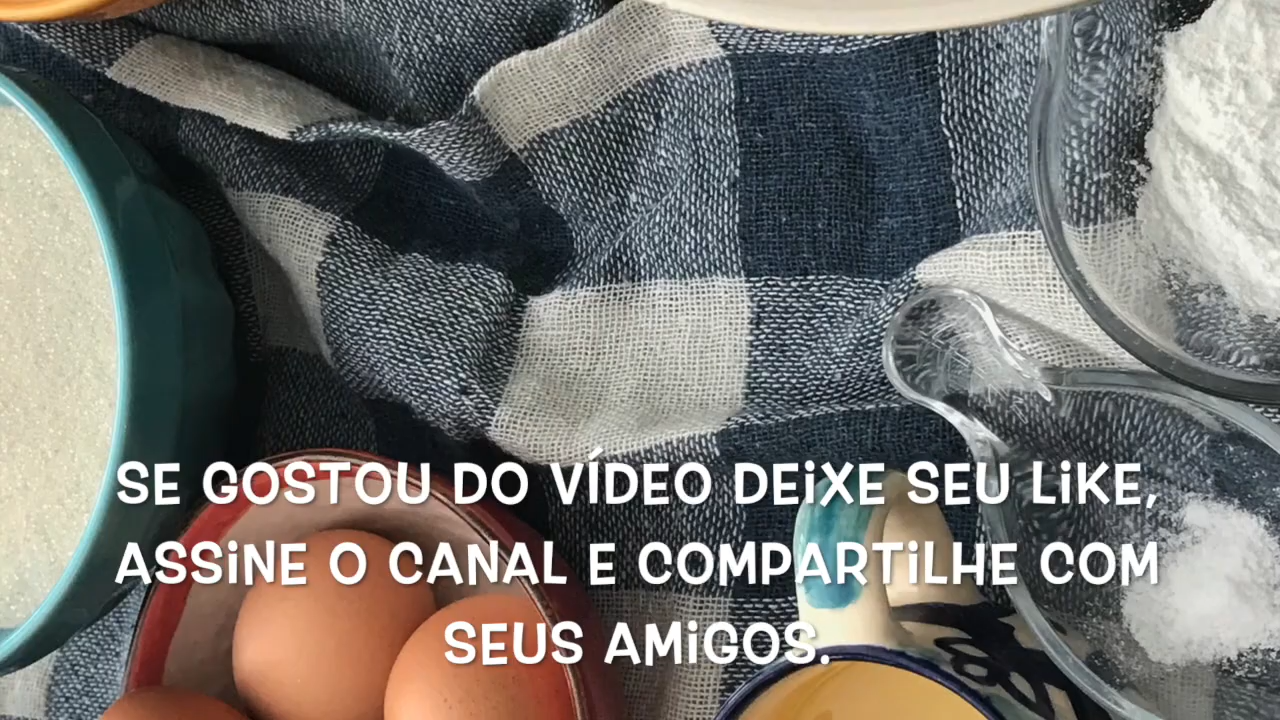 SE GOSTOU DO VÍDEO DEIXE SEU LIKE,
ASSINE O CANAL E COMPARTILHE COM
SEUS AMIGOS.